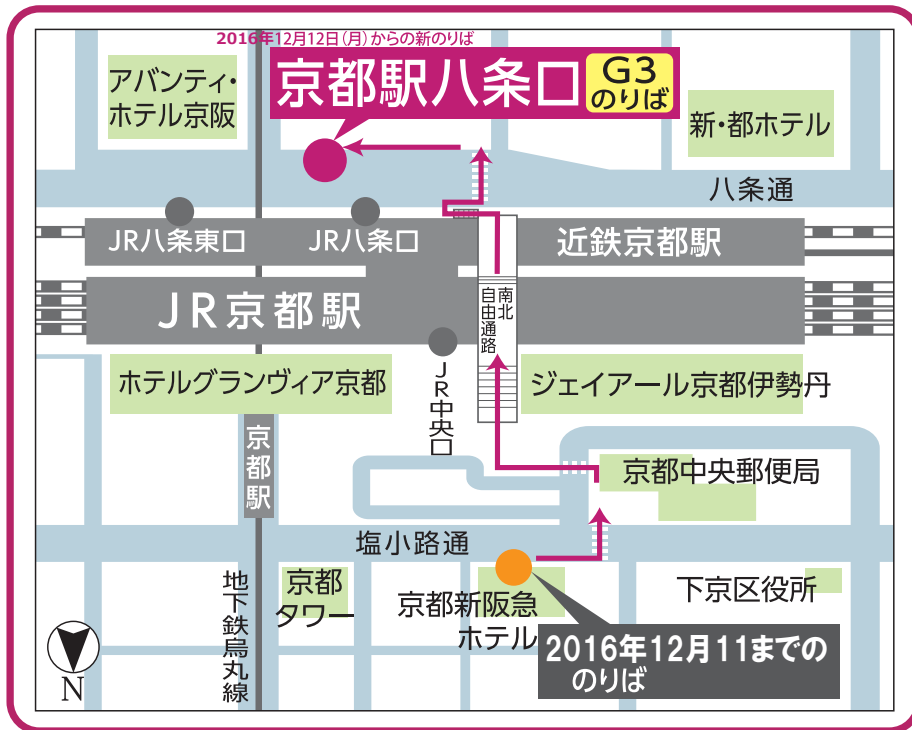 2016年12月12日(月)からの新のりば
京都駅八条口
G3
のりば
アバンティ・
ホテル京阪
新・都ホテル
八条通
JR八条東口
JR八条口
近鉄京都駅
JR京都駅
南北
自由通路
ホテルグランヴィア京都
JR中央口
ジェイアール京都伊勢丹
京都駅
京都中央郵便局
塩小路通
地下鉄烏丸線
京都
タワー
京都新阪急
ホテル
下京区役所
2016年12月11までの
のりば
N